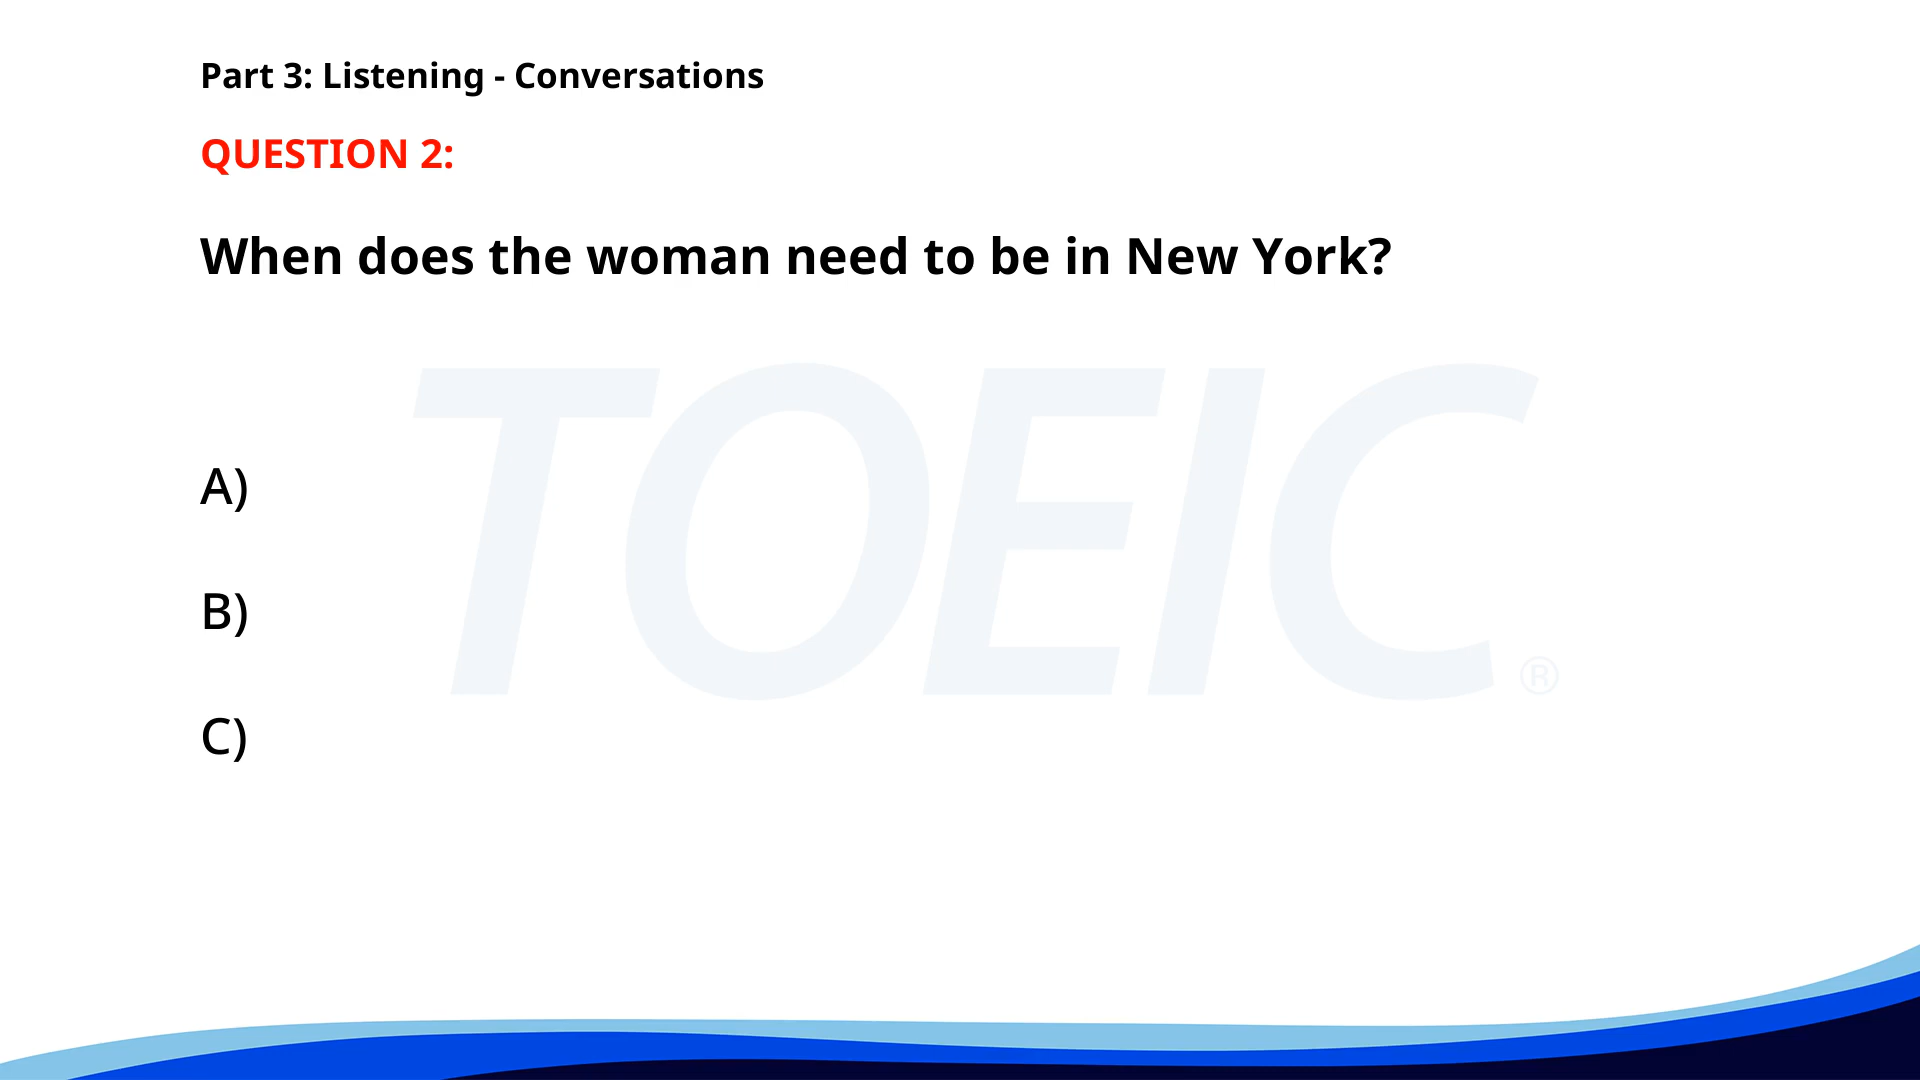 Part 3: Listening - Conversations
QUESTION 2:
When does the woman need to be in New York?
TOEIC®
A)
B)
C)